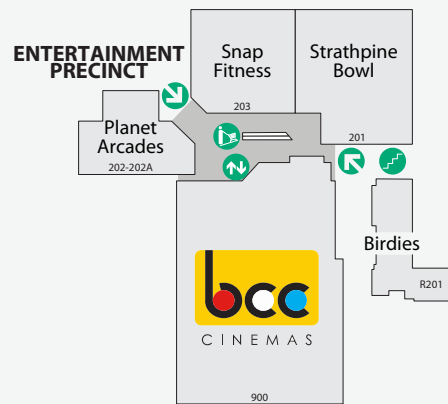 ENTERTAINMENT
PRECINCT
Snap
Fitness
203
Strathpine
Bowl
201
Planet
Arcades
202-202A
Birdies
R201
bcc
CINEMAS
900